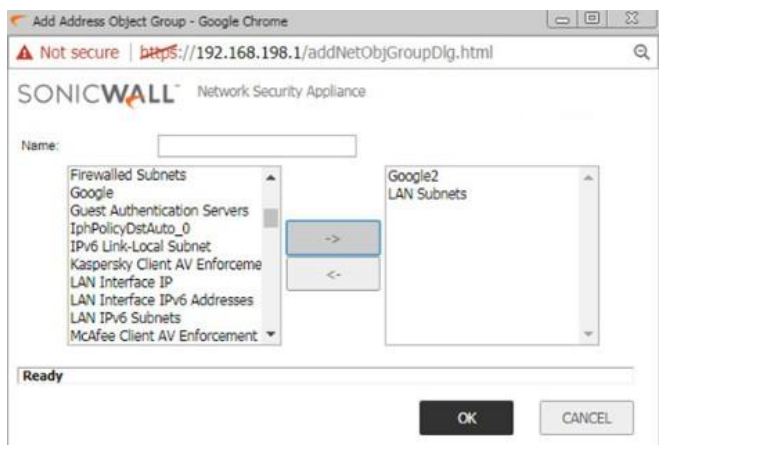 Add Address Object Group - Google Chrome
Not secure | https://192.168.198.1/addNetObjGroupDlg.html
SONICWALL Network Security Appliance
Name:
Firewalled Subnets
Google
Guest Authentication Servers
IphPolicyDstAuto_0
IPv6 Link-Local Subnet
Kaspersky Client AV Enforceme
LAN Interface IP
LAN Interface IPv6 Addresses
LAN IPv6 Subnets
McAfee Client AV Enforcement
->
<-
Google2
LAN Subnets
Ready
OK
CANCEL